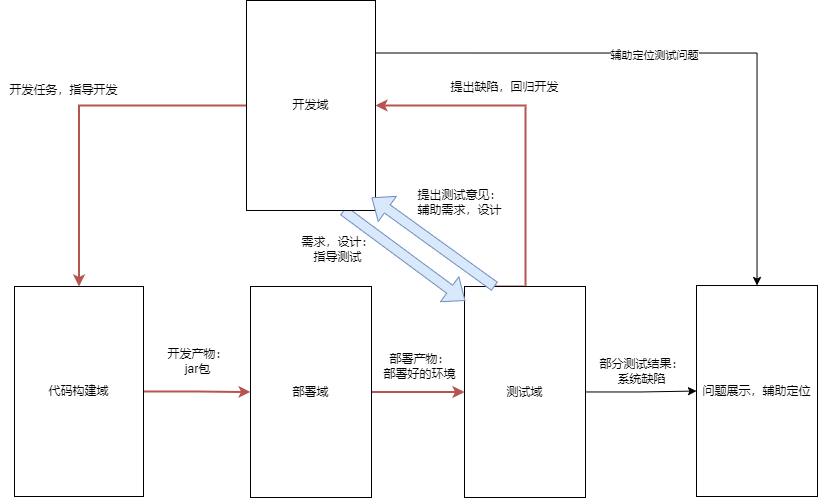 辅助定位测试问题
开发任务，指导开发
提出缺陷，回归开发
开发域
提出测试意见：
辅助需求，设计
需求，设计：
指导测试
开发产物：
jar包
部署产物：
部署好的环境
部分测试结果：
系统缺陷
代码构建域
部署域
测试域
问题展示，辅助定位